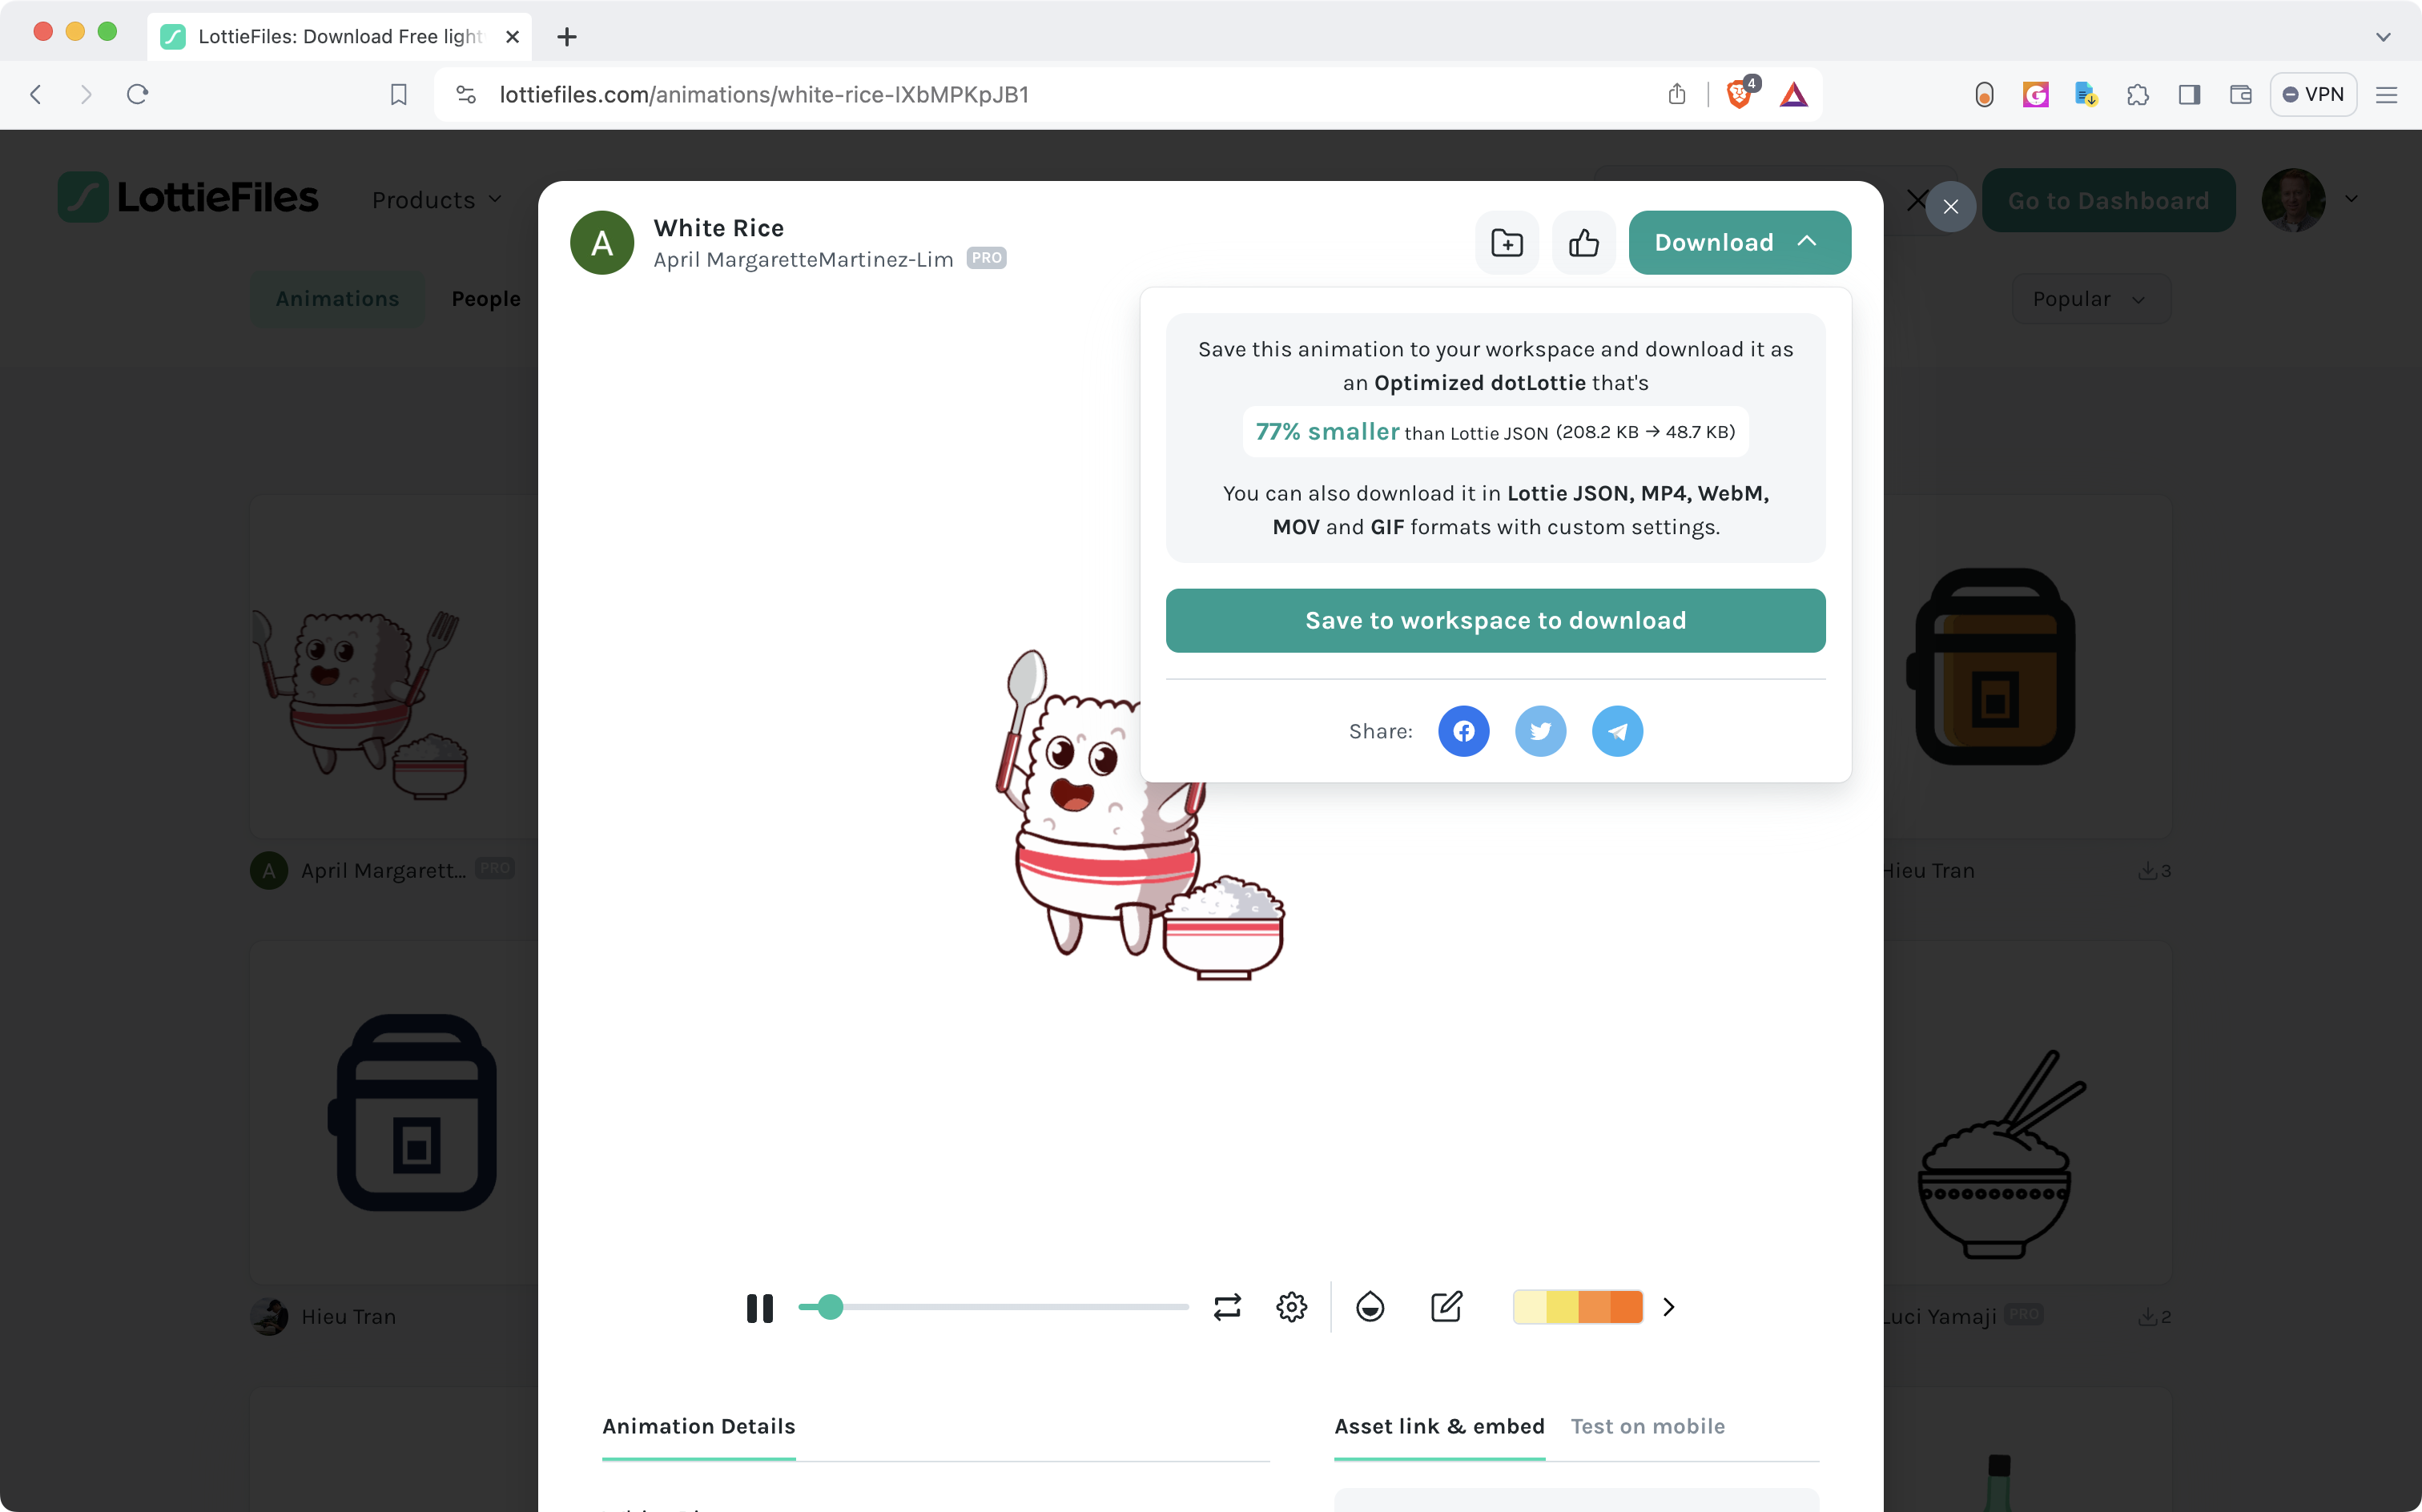 LottieFiles: Download Free light
lottiefiles.com/animations/white-rice-IXbMPKpJB1
4
VPN
LottieFiles
Products
Go to Dashboard
Animations
People
Popular
A
White Rice
April MargaretteMartinez-Lim PRO
Download
Save this animation to your workspace and download it as
an Optimized dotLottie that's
77% smaller than Lottie JSON (208.2 KB → 48.7 KB)
You can also download it in Lottie JSON, MP4, WebM,
MOV and GIF formats with custom settings.
Save to workspace to download
Share:
A April Margarett... PRO
Hieu Tran
3
Hieu Tran
Luci Yamaji PRO
2
Animation Details
Asset link & embed
Test on mobile